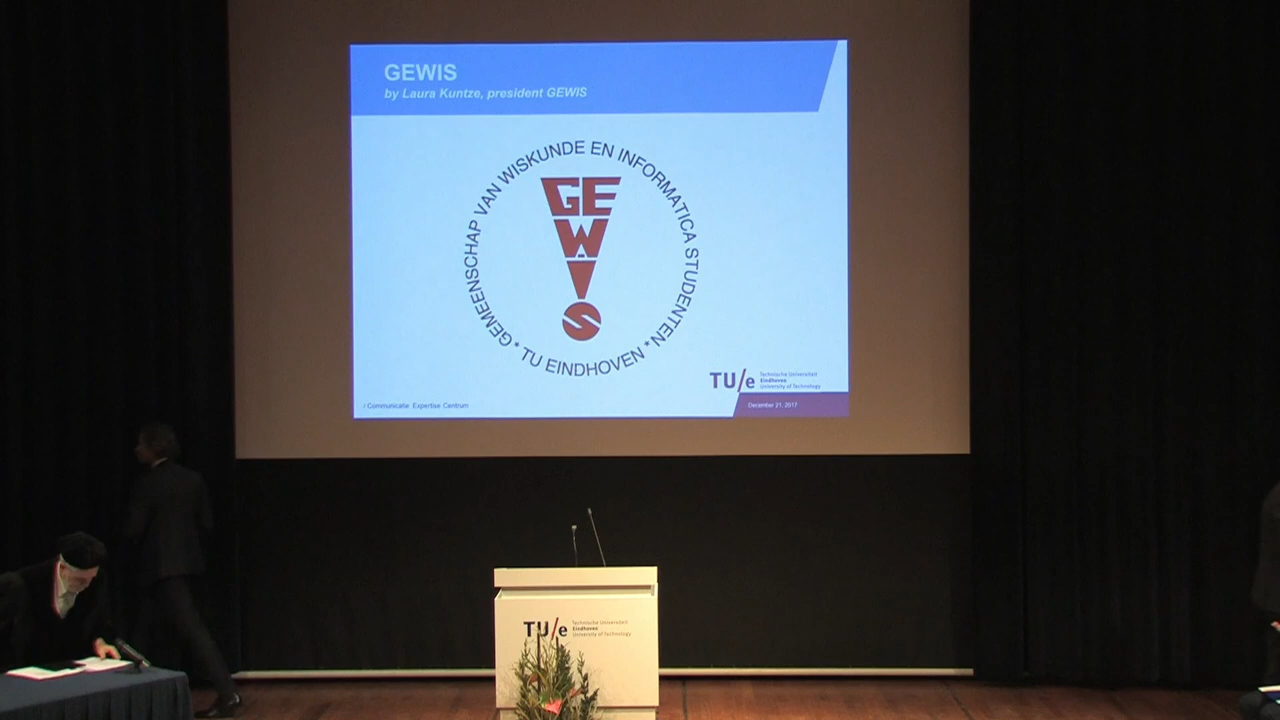 GEWIS
by Laura Kuntze, president GEWIS
GEMEENSCHAP VAN WISKUNDE EN INFORMATICA STUDENTEN
* TU EINDHOVEN *
GE
W
I
S
TU/e Technische Universiteit
Eindhoven
University of Technology
/ Communicatie Expertise Centrum
December 21, 2017
TU/e Technische Universiteit
Eindhoven
University of Technology